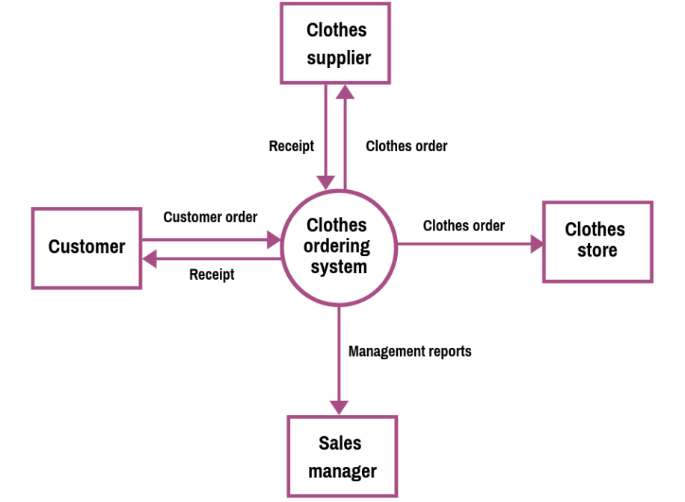 Clothes
supplier
Receipt
Clothes order
Customer order
Clothes
ordering
system
Clothes order
Clothes
store
Customer
Receipt
Management reports
Sales
manager